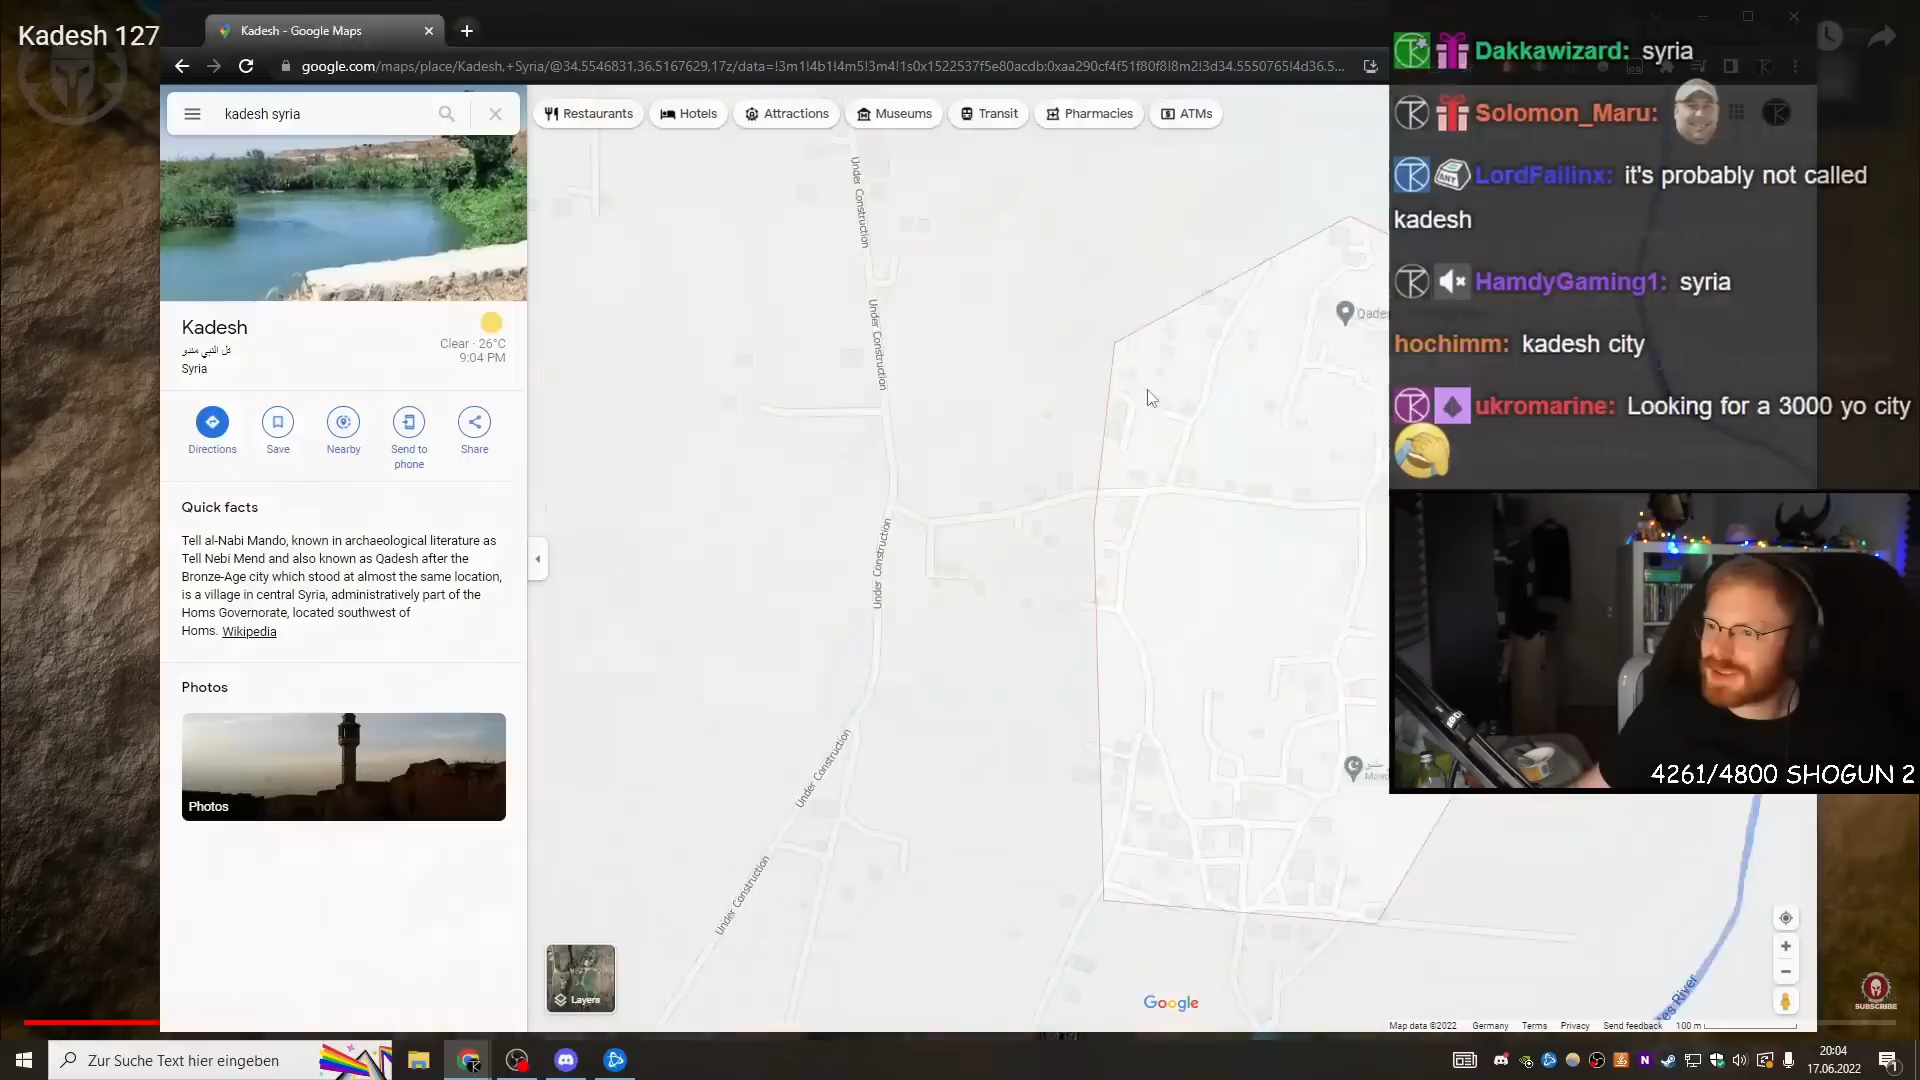 Kadesh 127
Kadesh - Google Maps
google.com/maps/place/Kadesh,+Syria/@34.5546831,36.5167629,17z/data=!3m1!4b1!4m5!3m4!1s0x1522537f5e80acdb:0xaa290cf4f51f80f8!8m2!3d34.5550765!4d36.5...
kadesh syria
Restaurants
Hotels
Attractions
Museums
Transit
Pharmacies
ATMs
Kadesh
تل النبي مندو
Syria
Clear · 26°C
9:04 PM
Directions
Save
Nearby
Send to
phone
Share
Quick facts
Tell al-Nabi Mando, known in archaeological literature as
Tell Nebi Mend and also known as Qadesh after the
Bronze-Age city which stood at almost the same location,
is a village in central Syria, administratively part of the
Homs Governorate, located southwest of
Homs. Wikipedia
Photos
Photos
Under Construction
Under Construction
Under Construction
Under Construction
Under Construction
Layers
Google
Map data ©2022
Germany
Terms
Privacy
Send feedback
100 m
River
Dakkawizard: syria
Solomon_Maru:
LordFailinx: it's probably not called
kadesh
HamdyGaming1: syria
hochimm: kadesh city
ukromarine: Looking for a 3000 yo city
4261/4800 SHOGUN 2
SUBSCRIBE
Zur Suche Text hier eingeben
20:04
17.06.2022